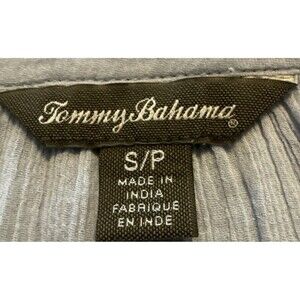 Tommy Bahama®
S/P
MADE IN
INDIA
FABRIQUE
EN INDE